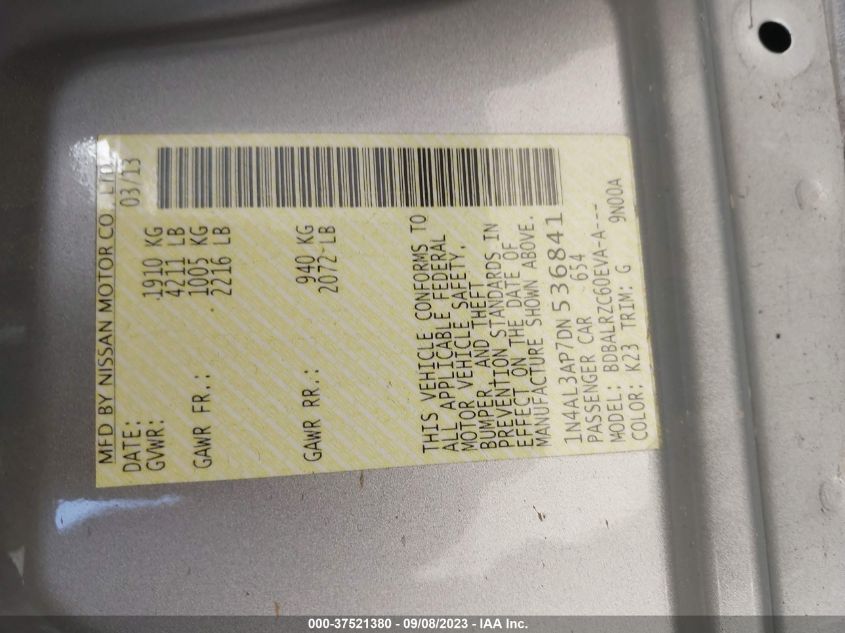 MFD BY NISSAN MOTOR CO., LTD.
DATE: 03/13
GVWR: 1910 KG
4211 LB
GAWR FR.: 1005 KG
2216 LB
GAWR RR.: 940 KG
2072 LB
THIS VEHICLE CONFORMS TO
ALL APPLICABLE FEDERAL
MOTOR VEHICLE SAFETY,
BUMPER, AND THEFT
PREVENTION STANDARDS IN
EFFECT ON THE DATE OF
MANUFACTURE SHOWN ABOVE.
1N4AL3AP7DN536841
PASSENGER CAR 654
MODEL: BDBALRZC60EVA-A---
COLOR: K23 TRIM: G 9N00A
000-37521380 - 09/08/2023 - IAA Inc.